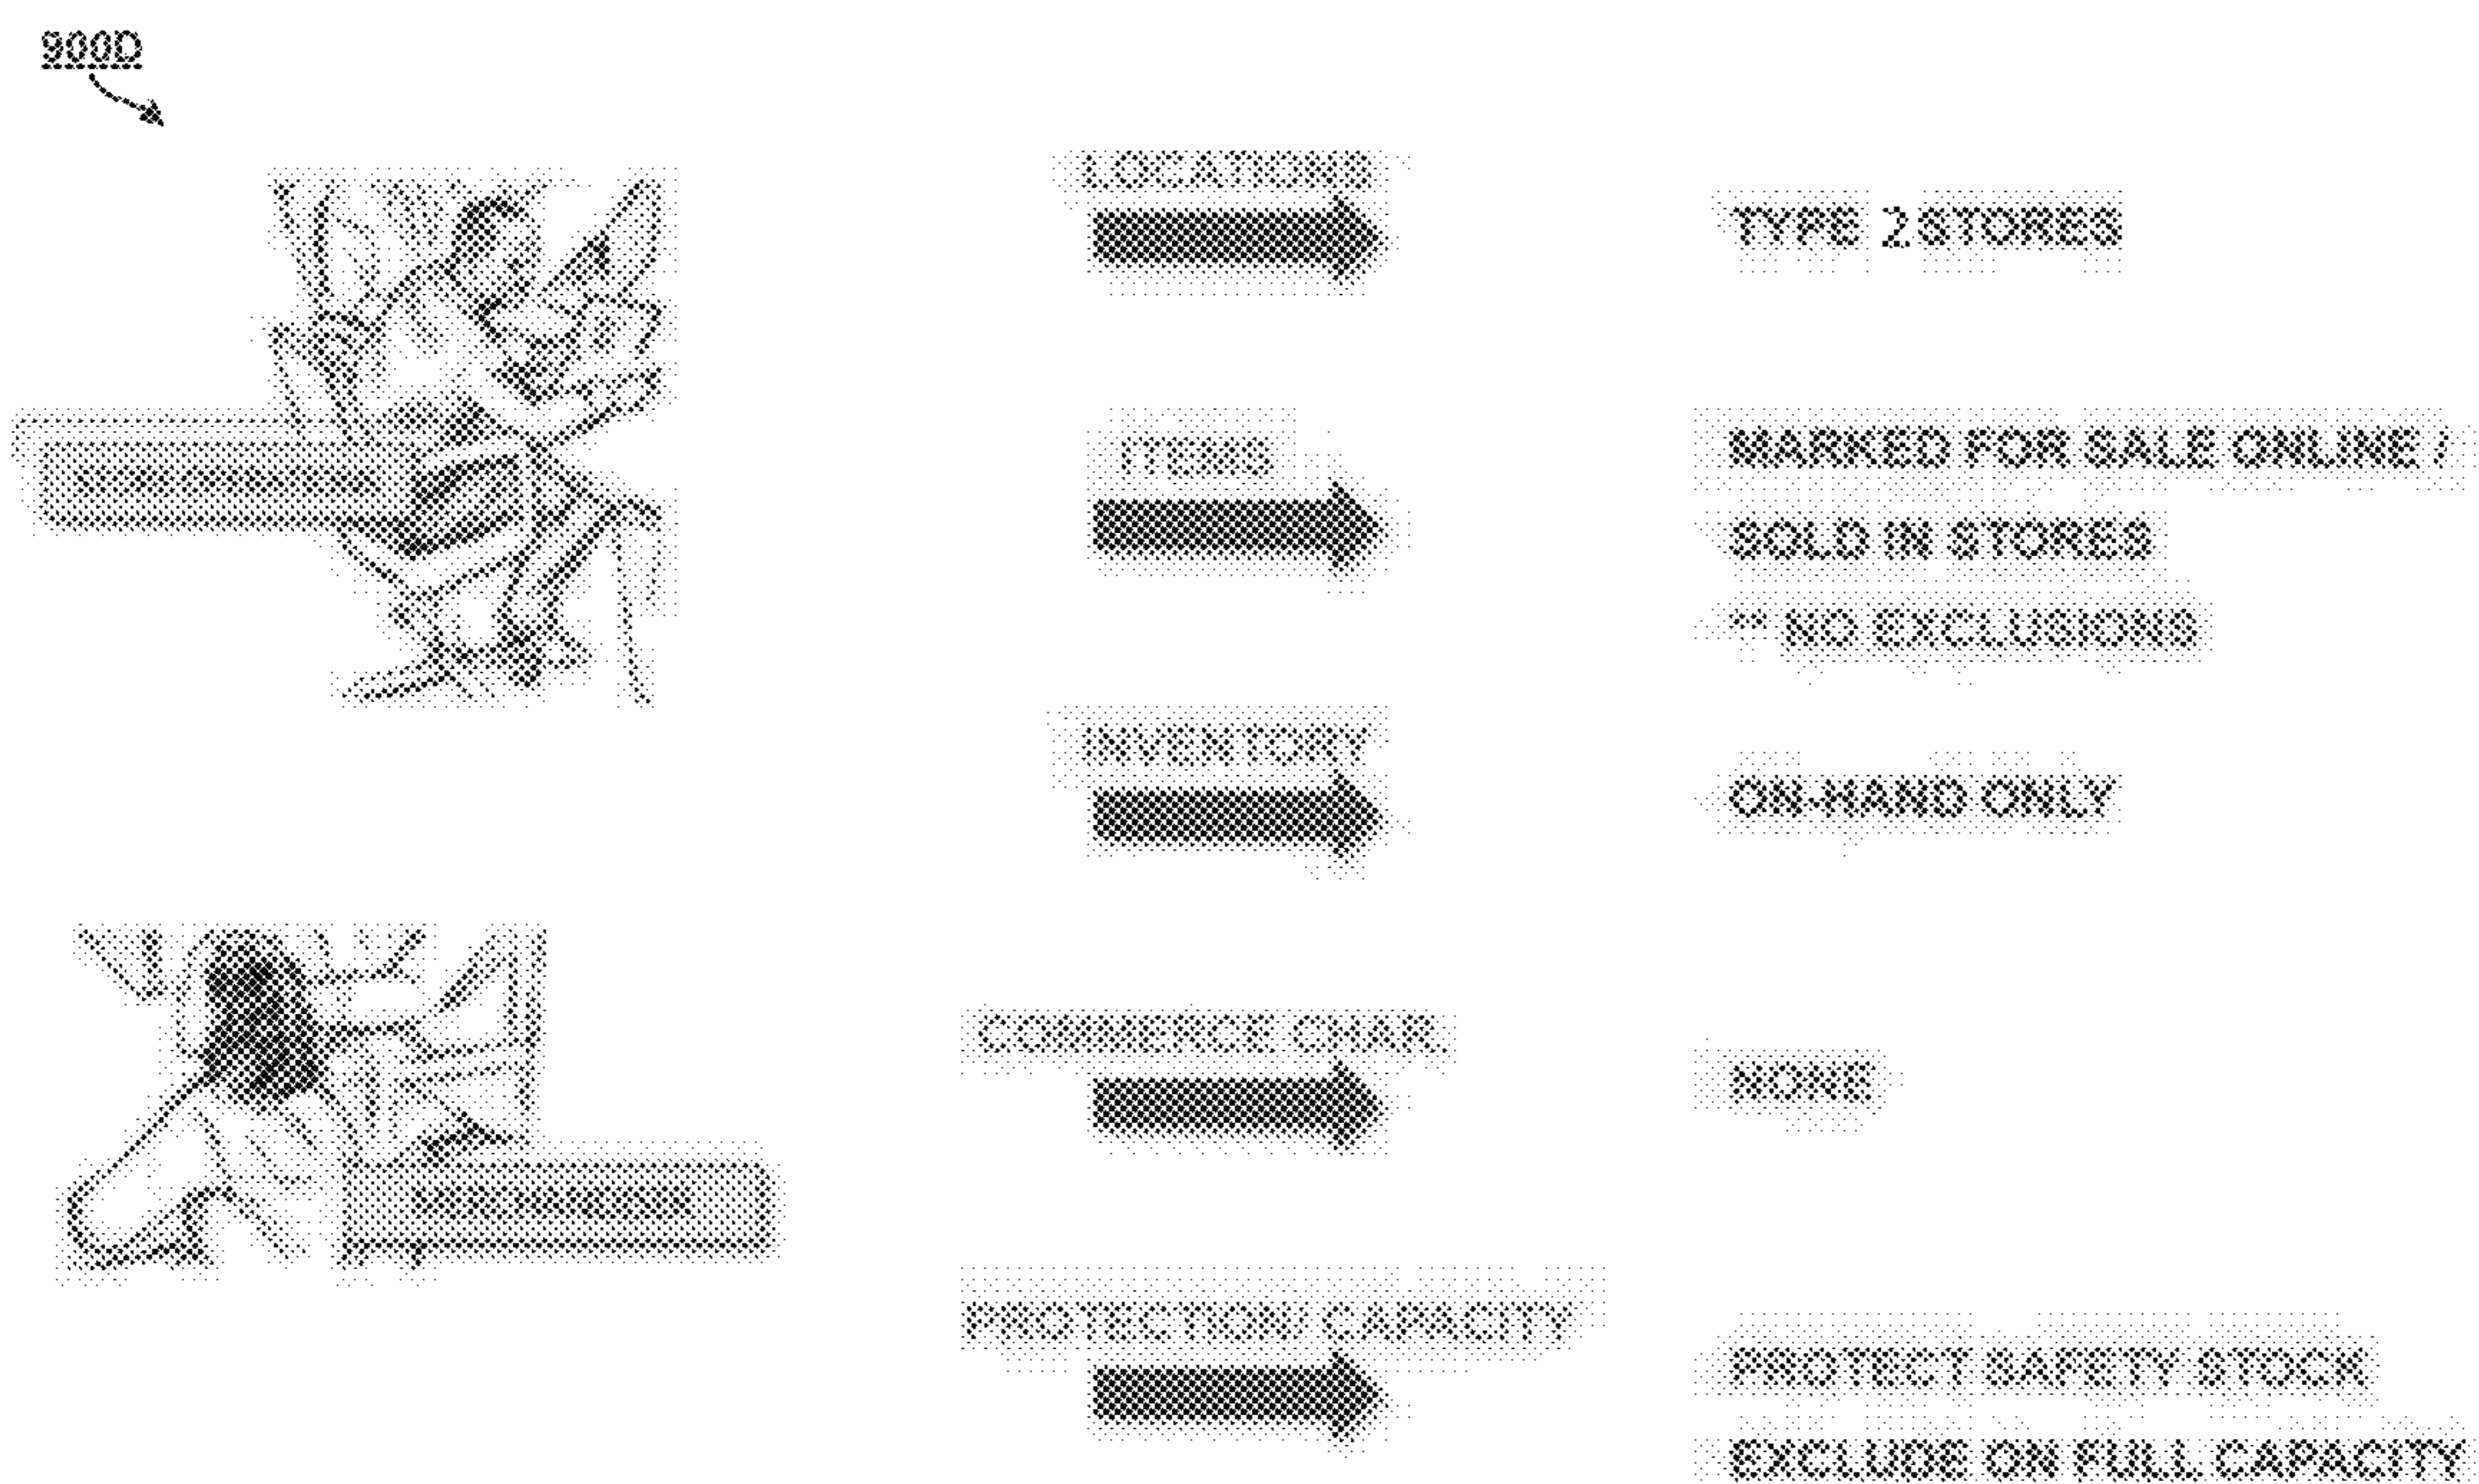 900D
LOCATIONS
TYPE 2 STORES
ITEMS
MARKED FOR SALE ONLINE /
SOLD IN STORES
** NO EXCLUSIONS
INVENTORY
ON-HAND ONLY
COMMERCE CHAR.
NONE
PROTECTION CAPACITY
PROTECT SAFETY STOCK
EXCLUDE ON FULL CAPACITY